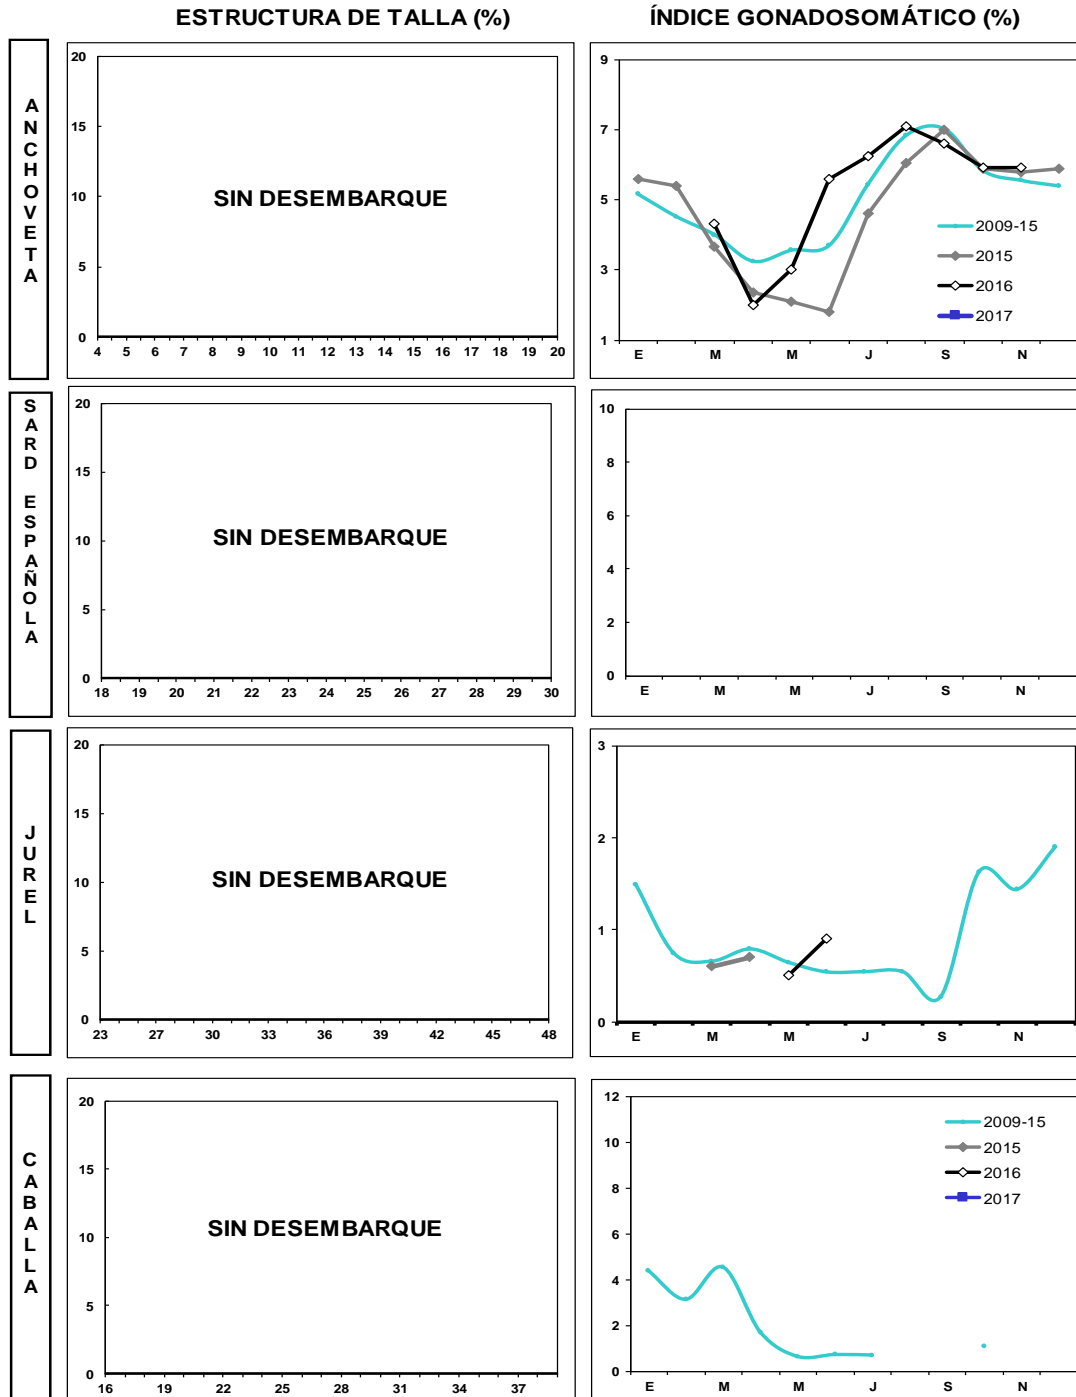 ESTRUCTURA DE TALLA (%)
ÍNDICE GONADOSOMÁTICO (%)
ANCHOVETA
20
15
10
5
0
SIN DESEMBARQUE
4 5 6 7 8 9 10 11 12 13 14 15 16 17 18 19 20
9
7
5
3
1
2009-15
2015
2016
2017
E M M J S N
SARD ESPAÑOLA
20
15
10
5
0
SIN DESEMBARQUE
18 19 20 21 22 23 24 25 26 27 28 29 30
10
8
6
4
2
0
E M M J S N
JUREL
20
15
10
5
0
SIN DESEMBARQUE
23 27 30 33 36 39 42 45 48
3
2
1
0
E M M J S N
CABALLA
20
15
10
5
0
SIN DESEMBARQUE
16 19 22 25 28 31 34 37
12
10
8
6
4
2
0
2009-15
2015
2016
2017
E M M J S N